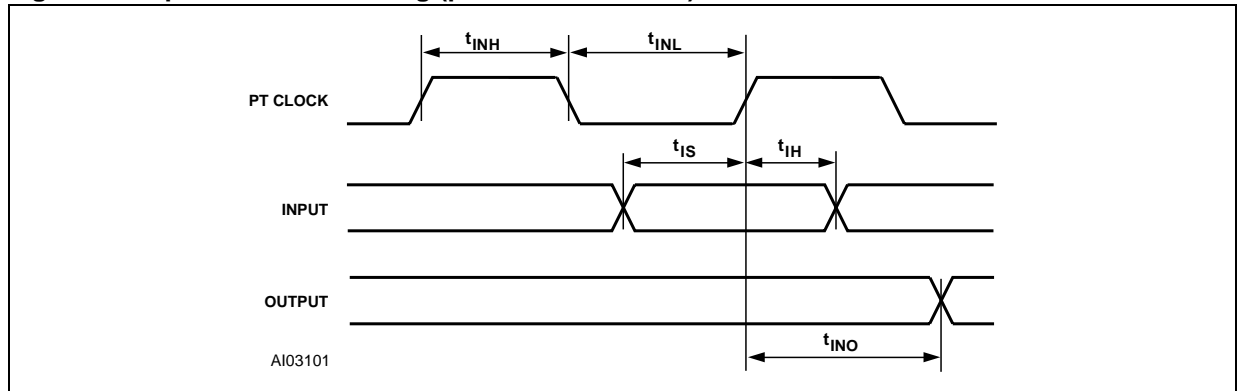 tINH
tINL
PT CLOCK
tIS
tIH
INPUT
OUTPUT
tINO
AI03101